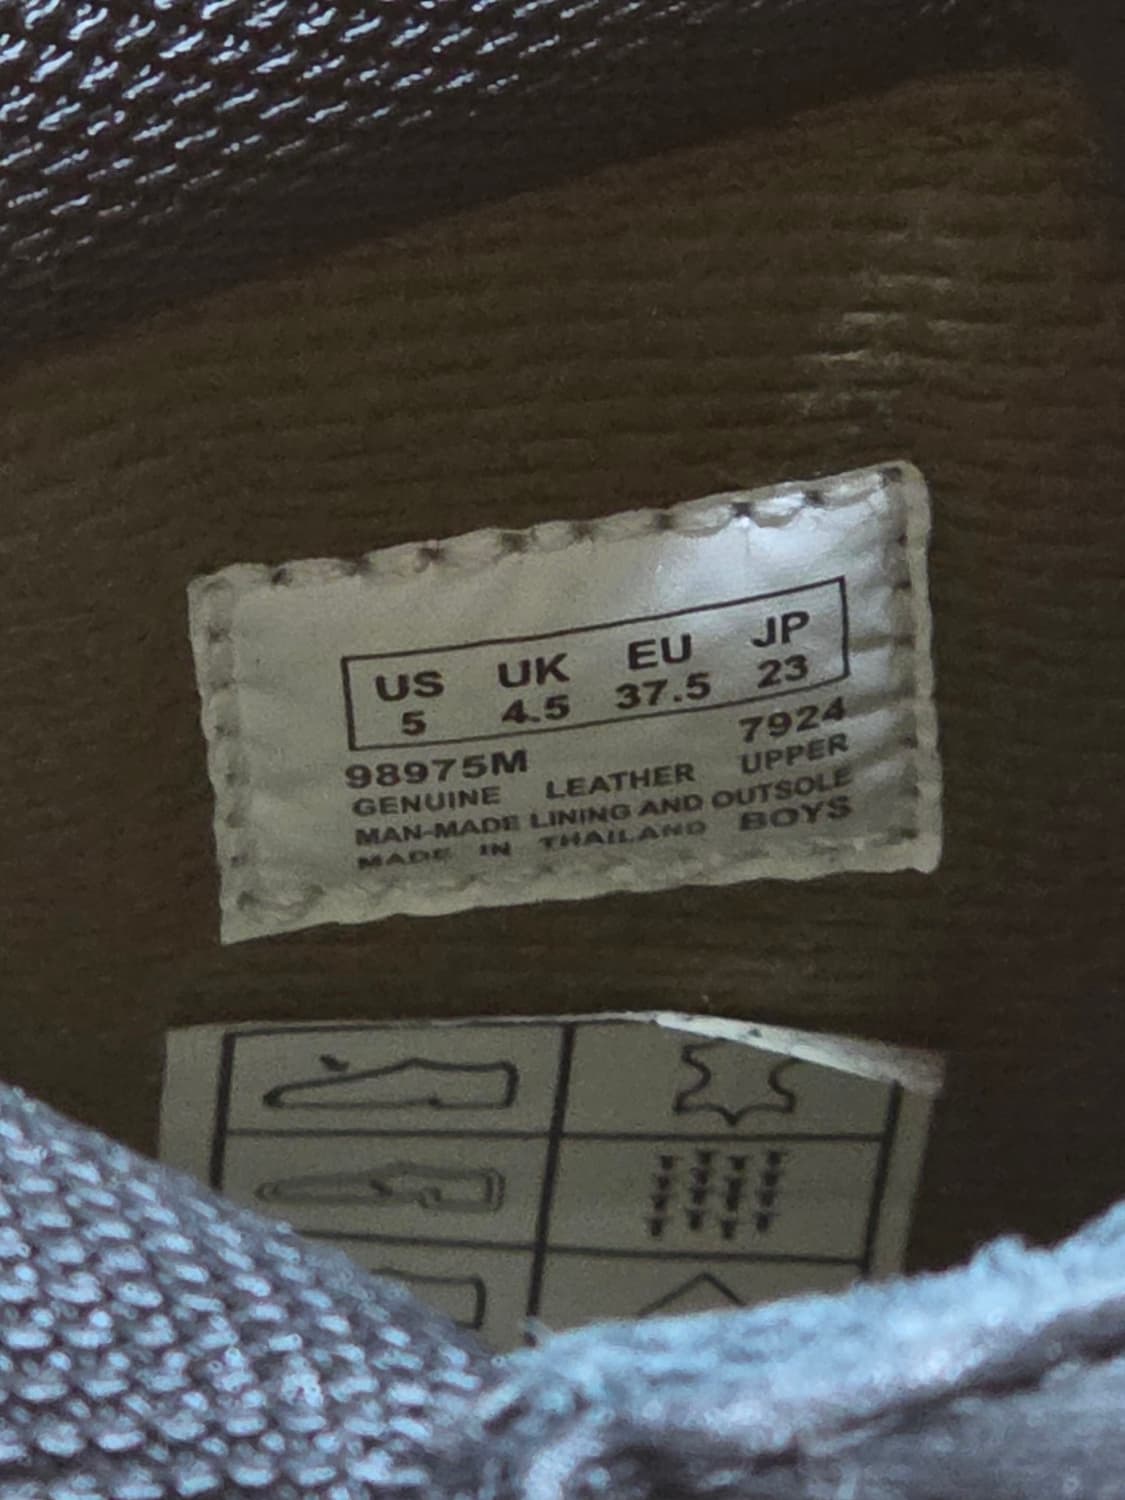 US UK EU JP
5 4.5 37.5 23
98975M 7924
GENUINE LEATHER UPPER
MAN-MADE LINING AND OUTSOLE
MADE IN THAILAND BOYS